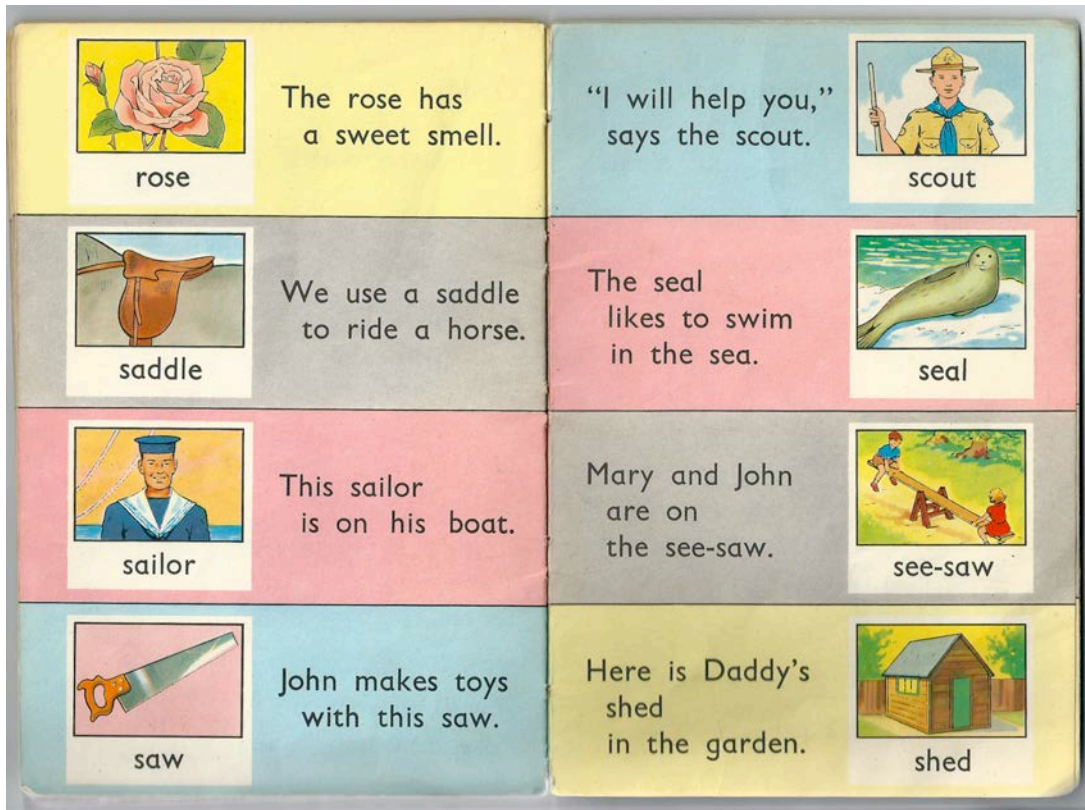 The rose has
a sweet smell.
rose
We use a saddle
to ride a horse.
saddle
This sailor
is on his boat.
sailor
John makes toys
with this saw.
saw
“I will help you,”
says the scout.
scout
The seal
likes to swim
in the sea.
seal
Mary and John
are on
the see-saw.
see-saw
Here is Daddy’s
shed
in the garden.
shed